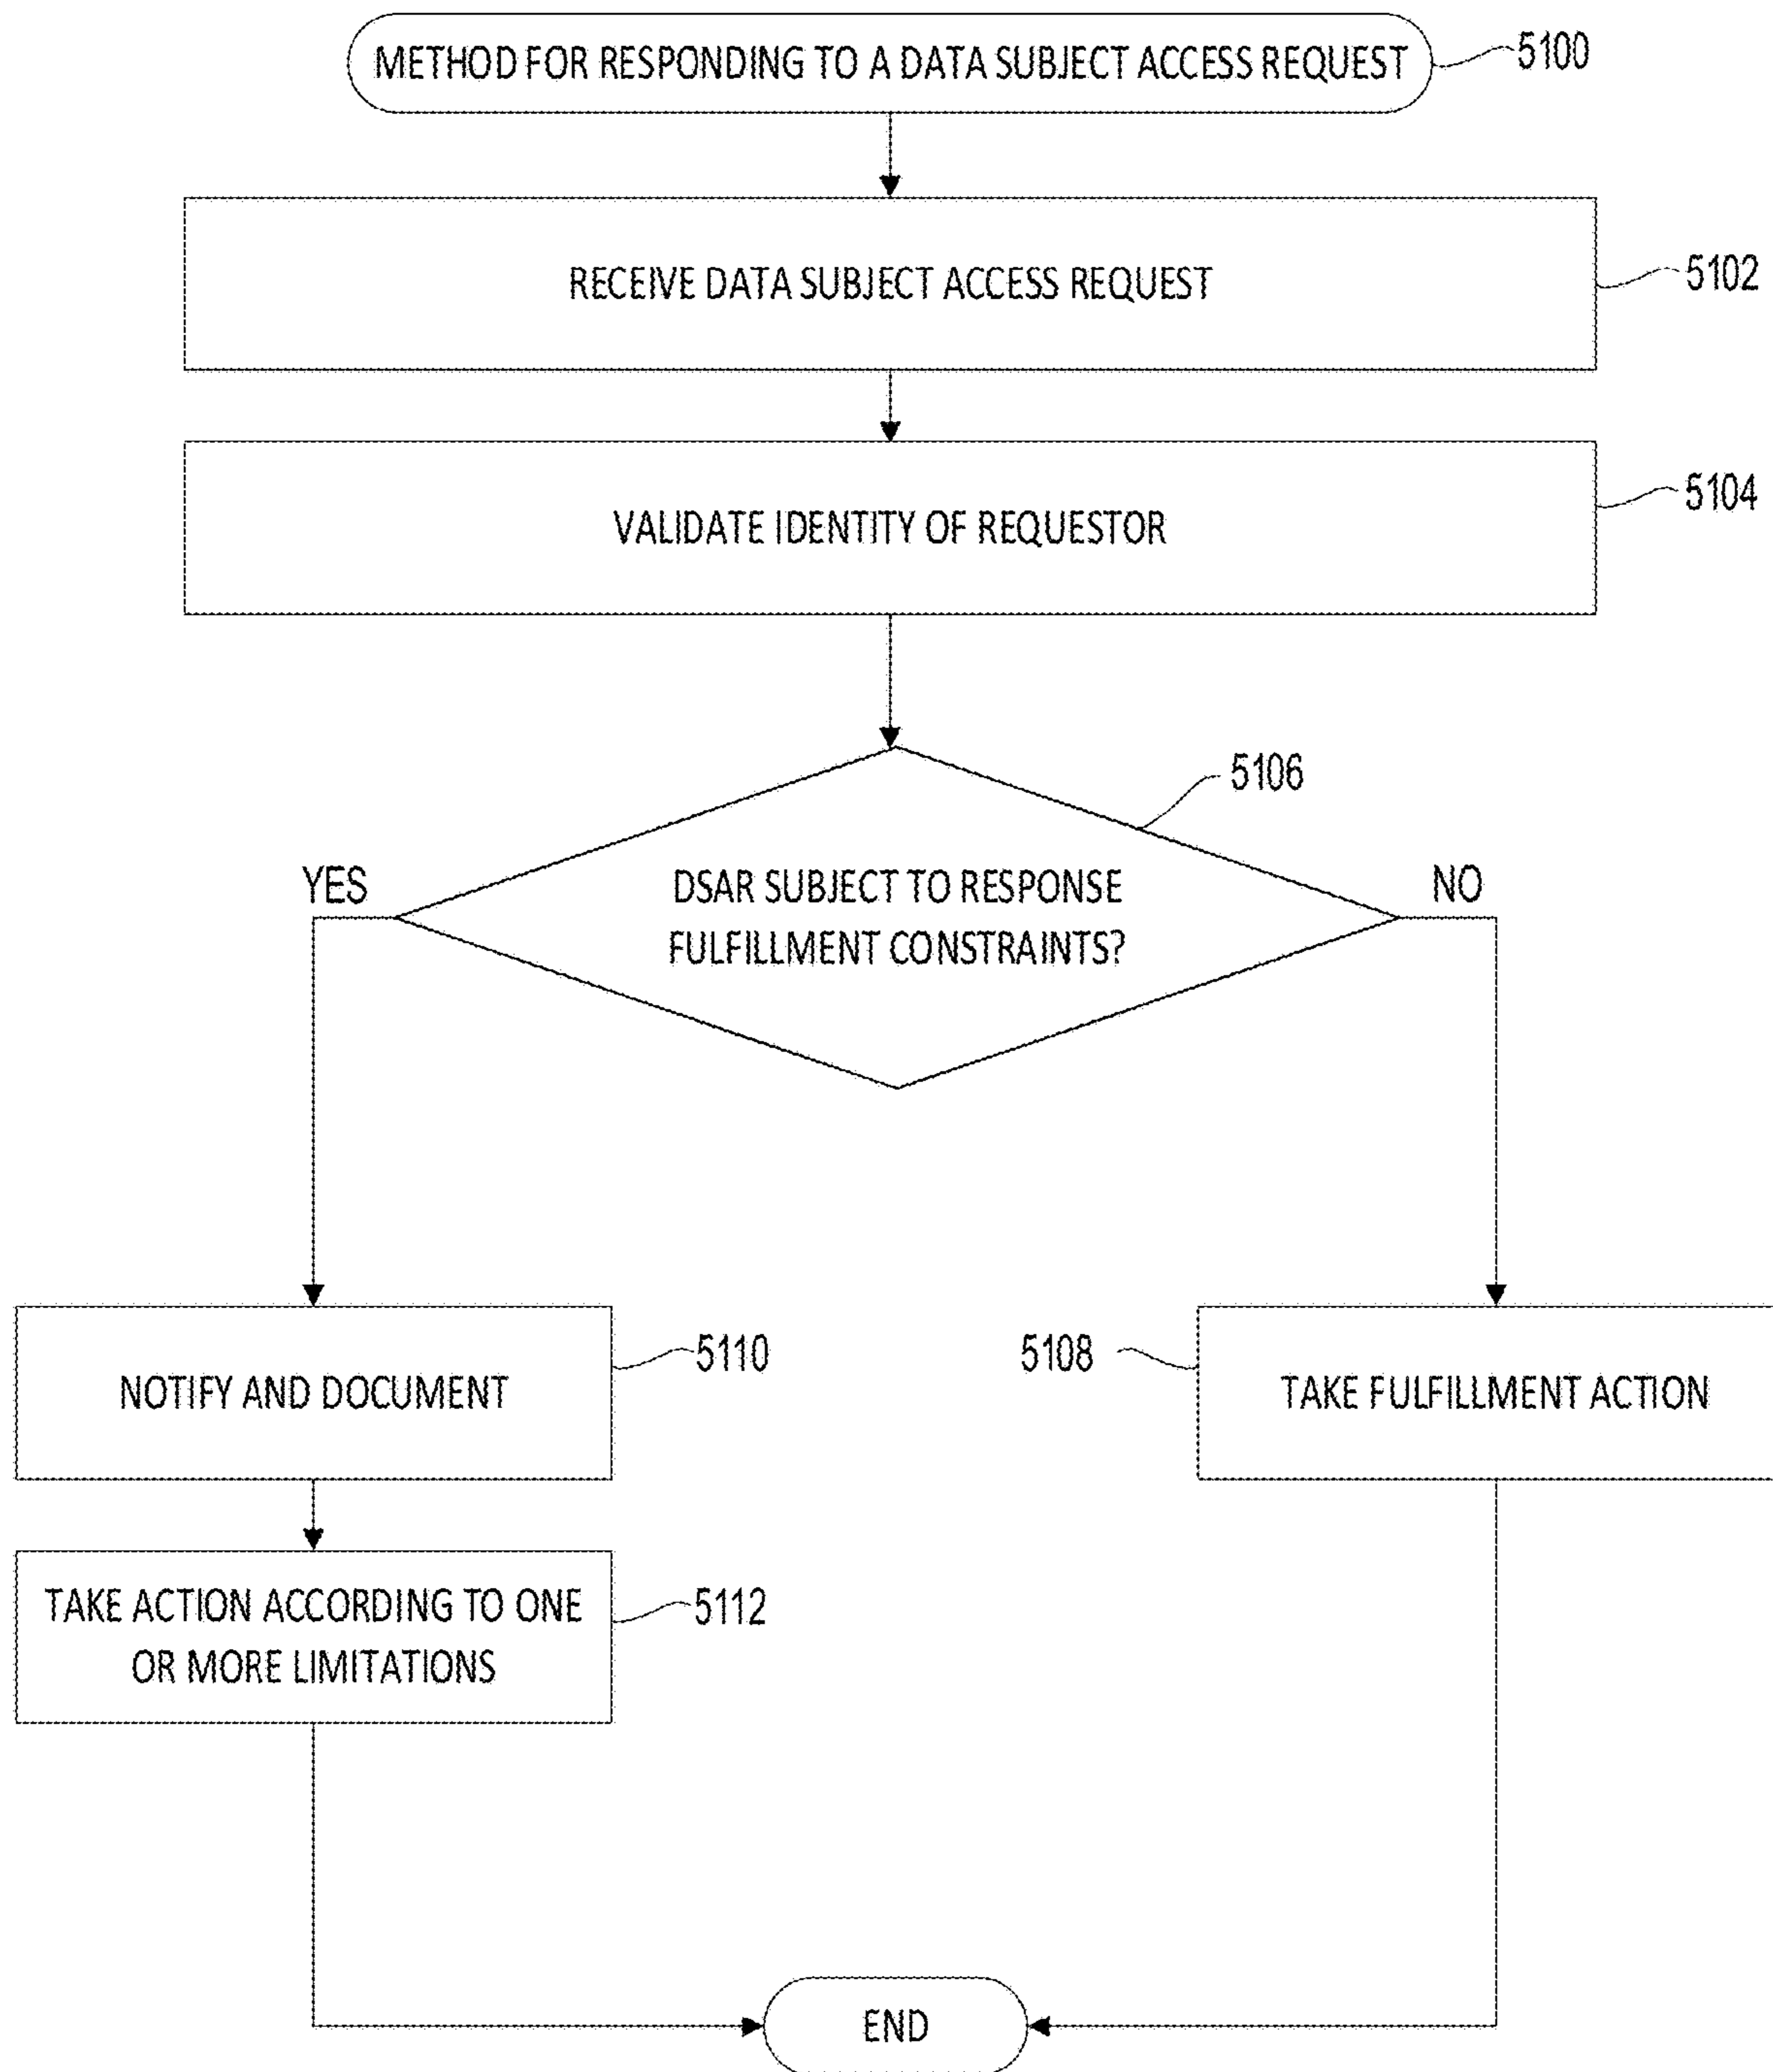 METHOD FOR RESPONDING TO A DATA SUBJECT ACCESS REQUEST
5100
RECEIVE DATA SUBJECT ACCESS REQUEST
5102
VALIDATE IDENTITY OF REQUESTOR
5104
5106
YES
DSAR SUBJECT TO RESPONSE
FULFILLMENT CONSTRAINTS?
NO
NOTIFY AND DOCUMENT
5110
5108
TAKE FULFILLMENT ACTION
TAKE ACTION ACCORDING TO ONE
OR MORE LIMITATIONS
5112
END